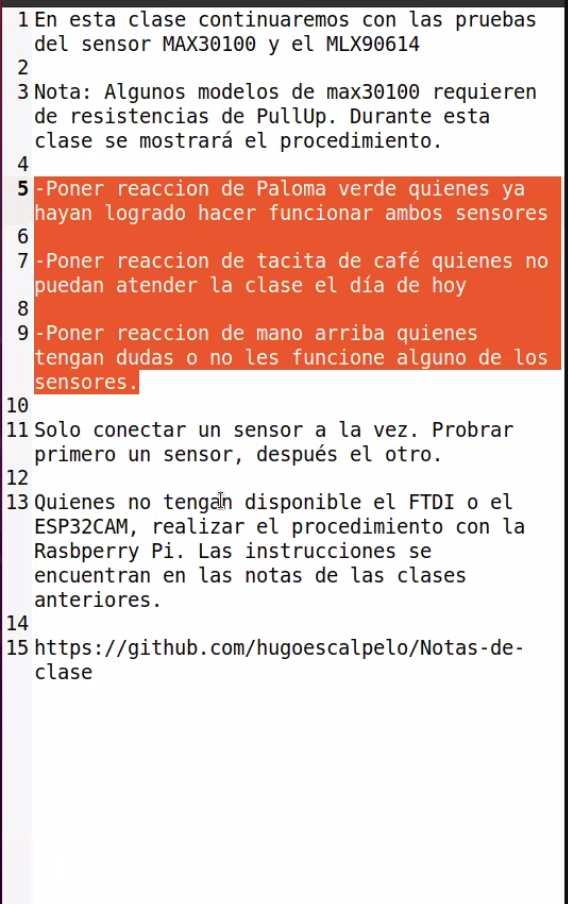 1 En esta clase continuaremos con las pruebas
del sensor MAX30100 y el MLX90614
2
3 Nota: Algunos modelos de max30100 requieren
de resistencias de PullUp. Durante esta
clase se mostrará el procedimiento.
4
5 -Poner reaccion de Paloma verde quienes ya
hayan logrado hacer funcionar ambos sensores
6
7 -Poner reaccion de tacita de café quienes no
puedan atender la clase el día de hoy
8
9 -Poner reaccion de mano arriba quienes
tengan dudas o no les funcione alguno de los
sensores.
10
11 Solo conectar un sensor a la vez. Probrar
primero un sensor, después el otro.
12
13 Quienes no tengan disponible el FTDI o el
ESP32CAM, realizar el procedimiento con la
Rasbperry Pi. Las instrucciones se
encuentran en las notas de las clases
anteriores.
14
15 https://github.com/hugoescalpelo/Notas-de-
clase